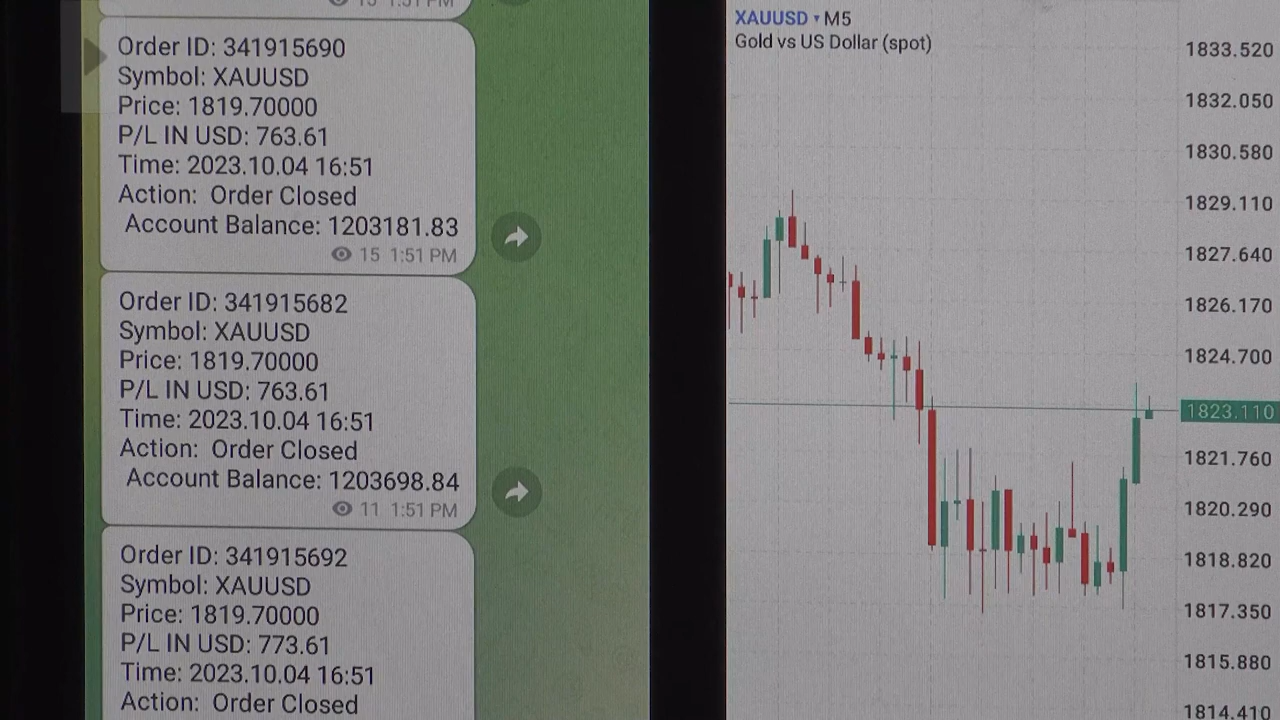 15 1:51 PM
Order ID: 341915690
Symbol: XAUUSD
Price: 1819.70000
P/L IN USD: 763.61
Time: 2023.10.04 16:51
Action: Order Closed
Account Balance: 1203181.83
15 1:51 PM
Order ID: 341915682
Symbol: XAUUSD
Price: 1819.70000
P/L IN USD: 763.61
Time: 2023.10.04 16:51
Action: Order Closed
Account Balance: 1203698.84
11 1:51 PM
Order ID: 341915692
Symbol: XAUUSD
Price: 1819.70000
P/L IN USD: 773.61
Time: 2023.10.04 16:51
Action: Order Closed
XAUUSD M5
Gold vs US Dollar (spot)
1833.520
1832.050
1830.580
1829.110
1827.640
1826.170
1824.700
1823.110
1821.760
1820.290
1818.820
1817.350
1815.880
1814.410